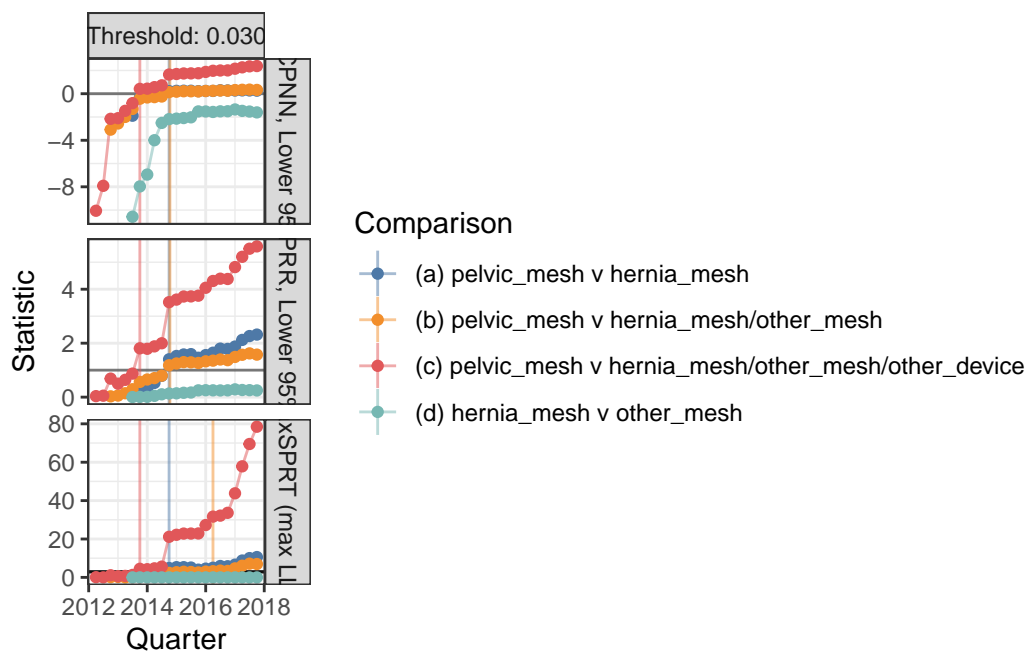 Threshold: 0.030
CPNN, Lower 95
0
−4
−8
PRR, Lower 95%
4
2
0
xSPRT (max LL
80
60
40
20
0
2012 2014 2016 2018
Quarter
Statistic
Comparison
(a) pelvic_mesh v hernia_mesh
(b) pelvic_mesh v hernia_mesh/other_mesh
(c) pelvic_mesh v hernia_mesh/other_mesh/other_device
(d) hernia_mesh v other_mesh